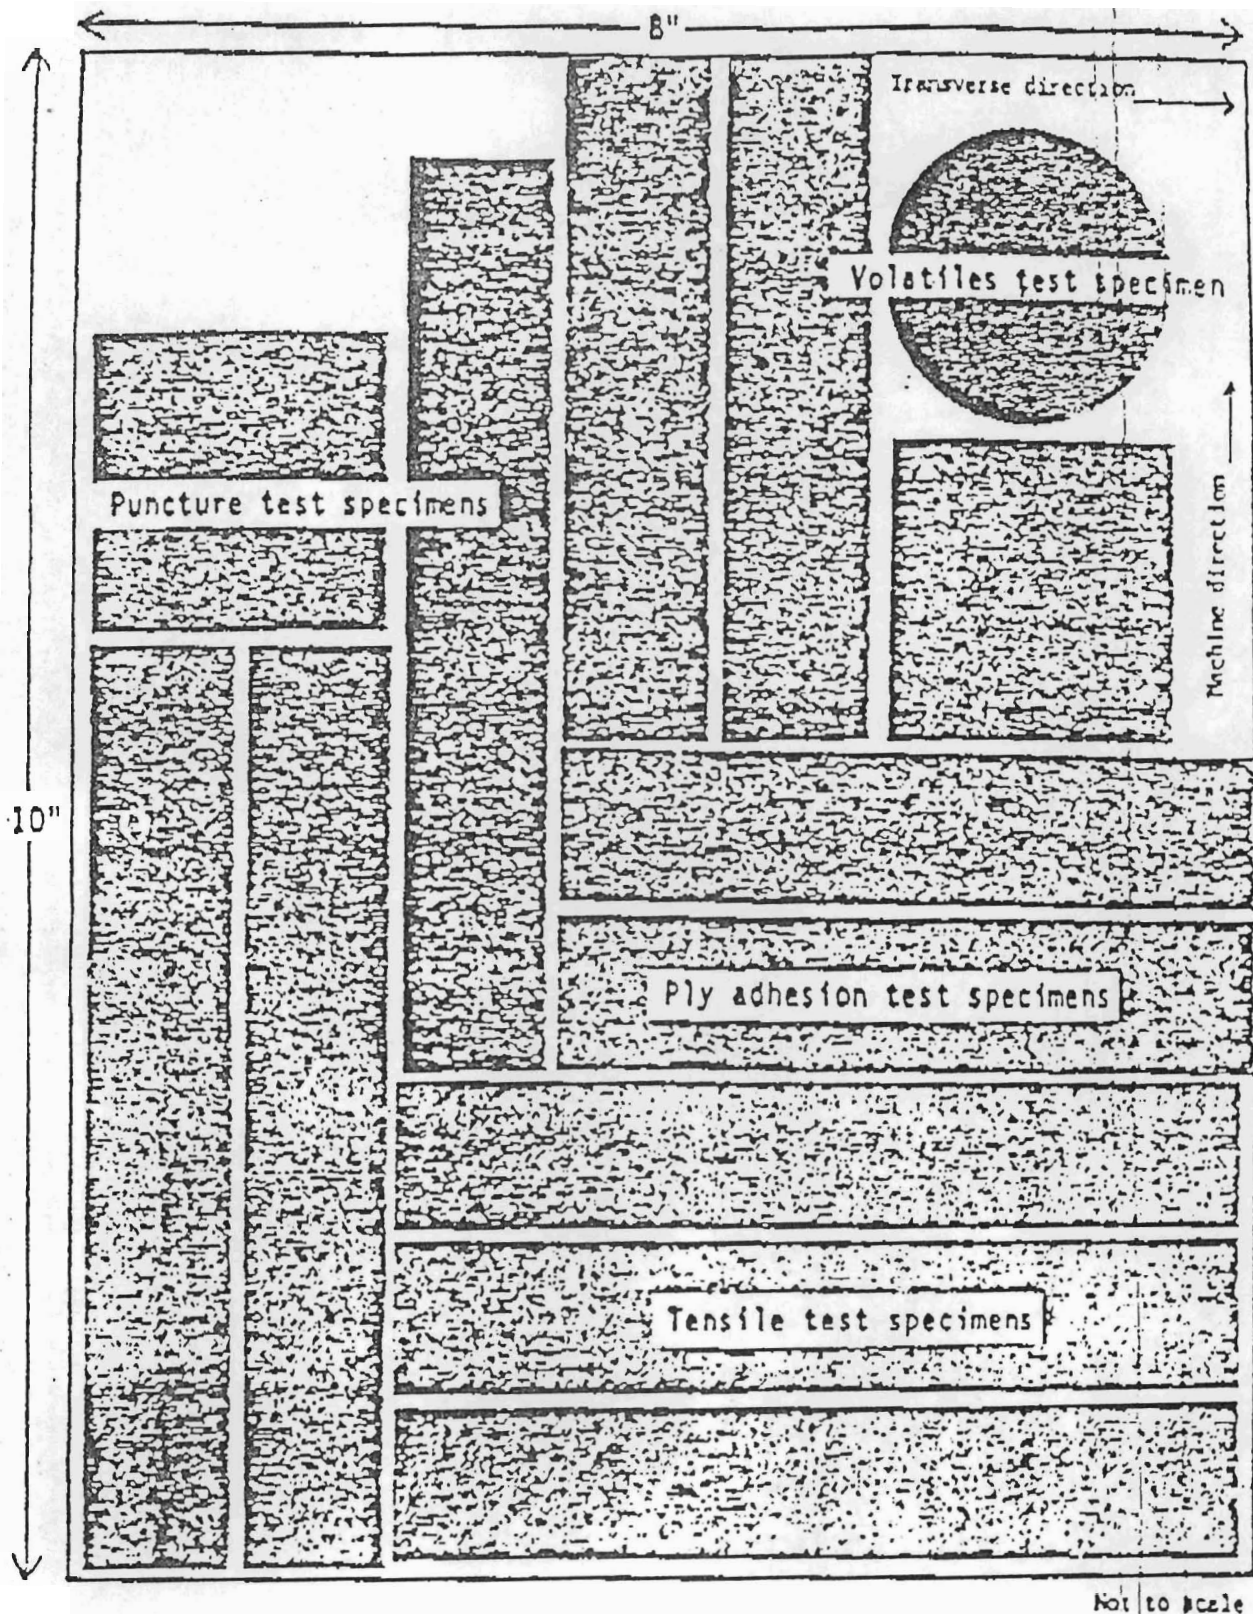 8"
Transverse direction
Volatiles test specimen
Puncture test specimens
Machine direction
10"
Ply adhesion test specimens
Tensile test specimens
Not to scale